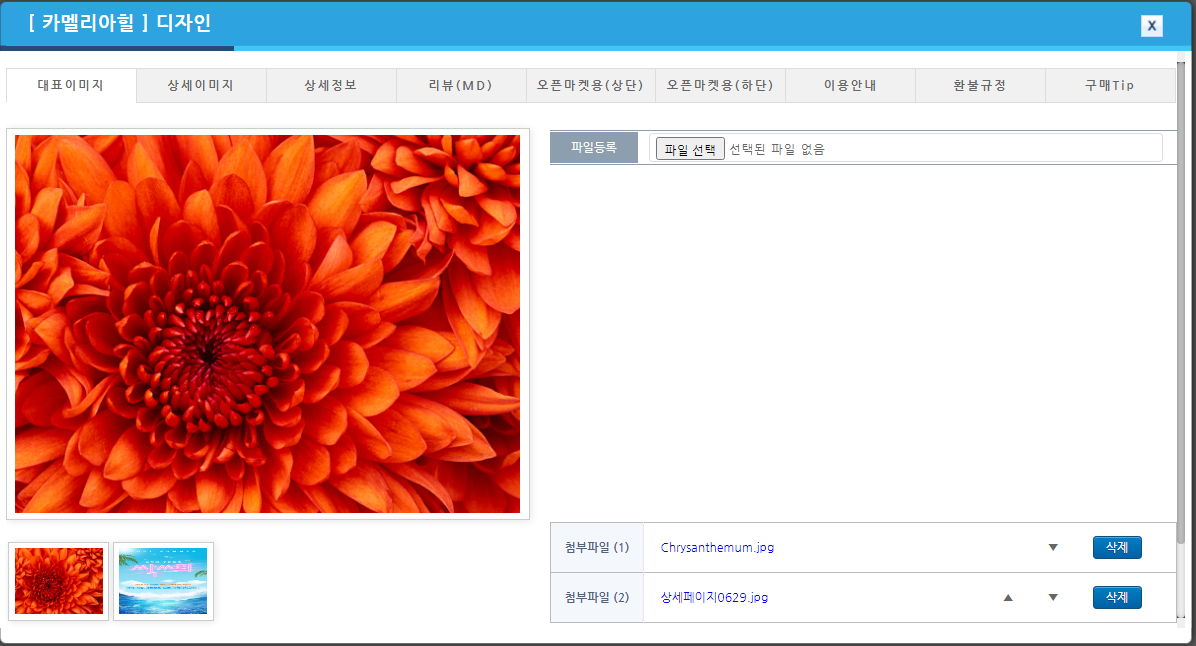 [ 카멜리아힐 ] 디자인
X
대표이미지 상세이미지 상세정보 리뷰(MD) 오픈마켓용(상단) 오픈마켓용(하단) 이용안내 환불규정 구매Tip
파일등록 파일 선택 선택된 파일 없음
첨부파일 (1) Chrysanthemum.jpg ▼ 삭제
첨부파일 (2) 상세페이지0629.jpg ▲ ▼ 삭제